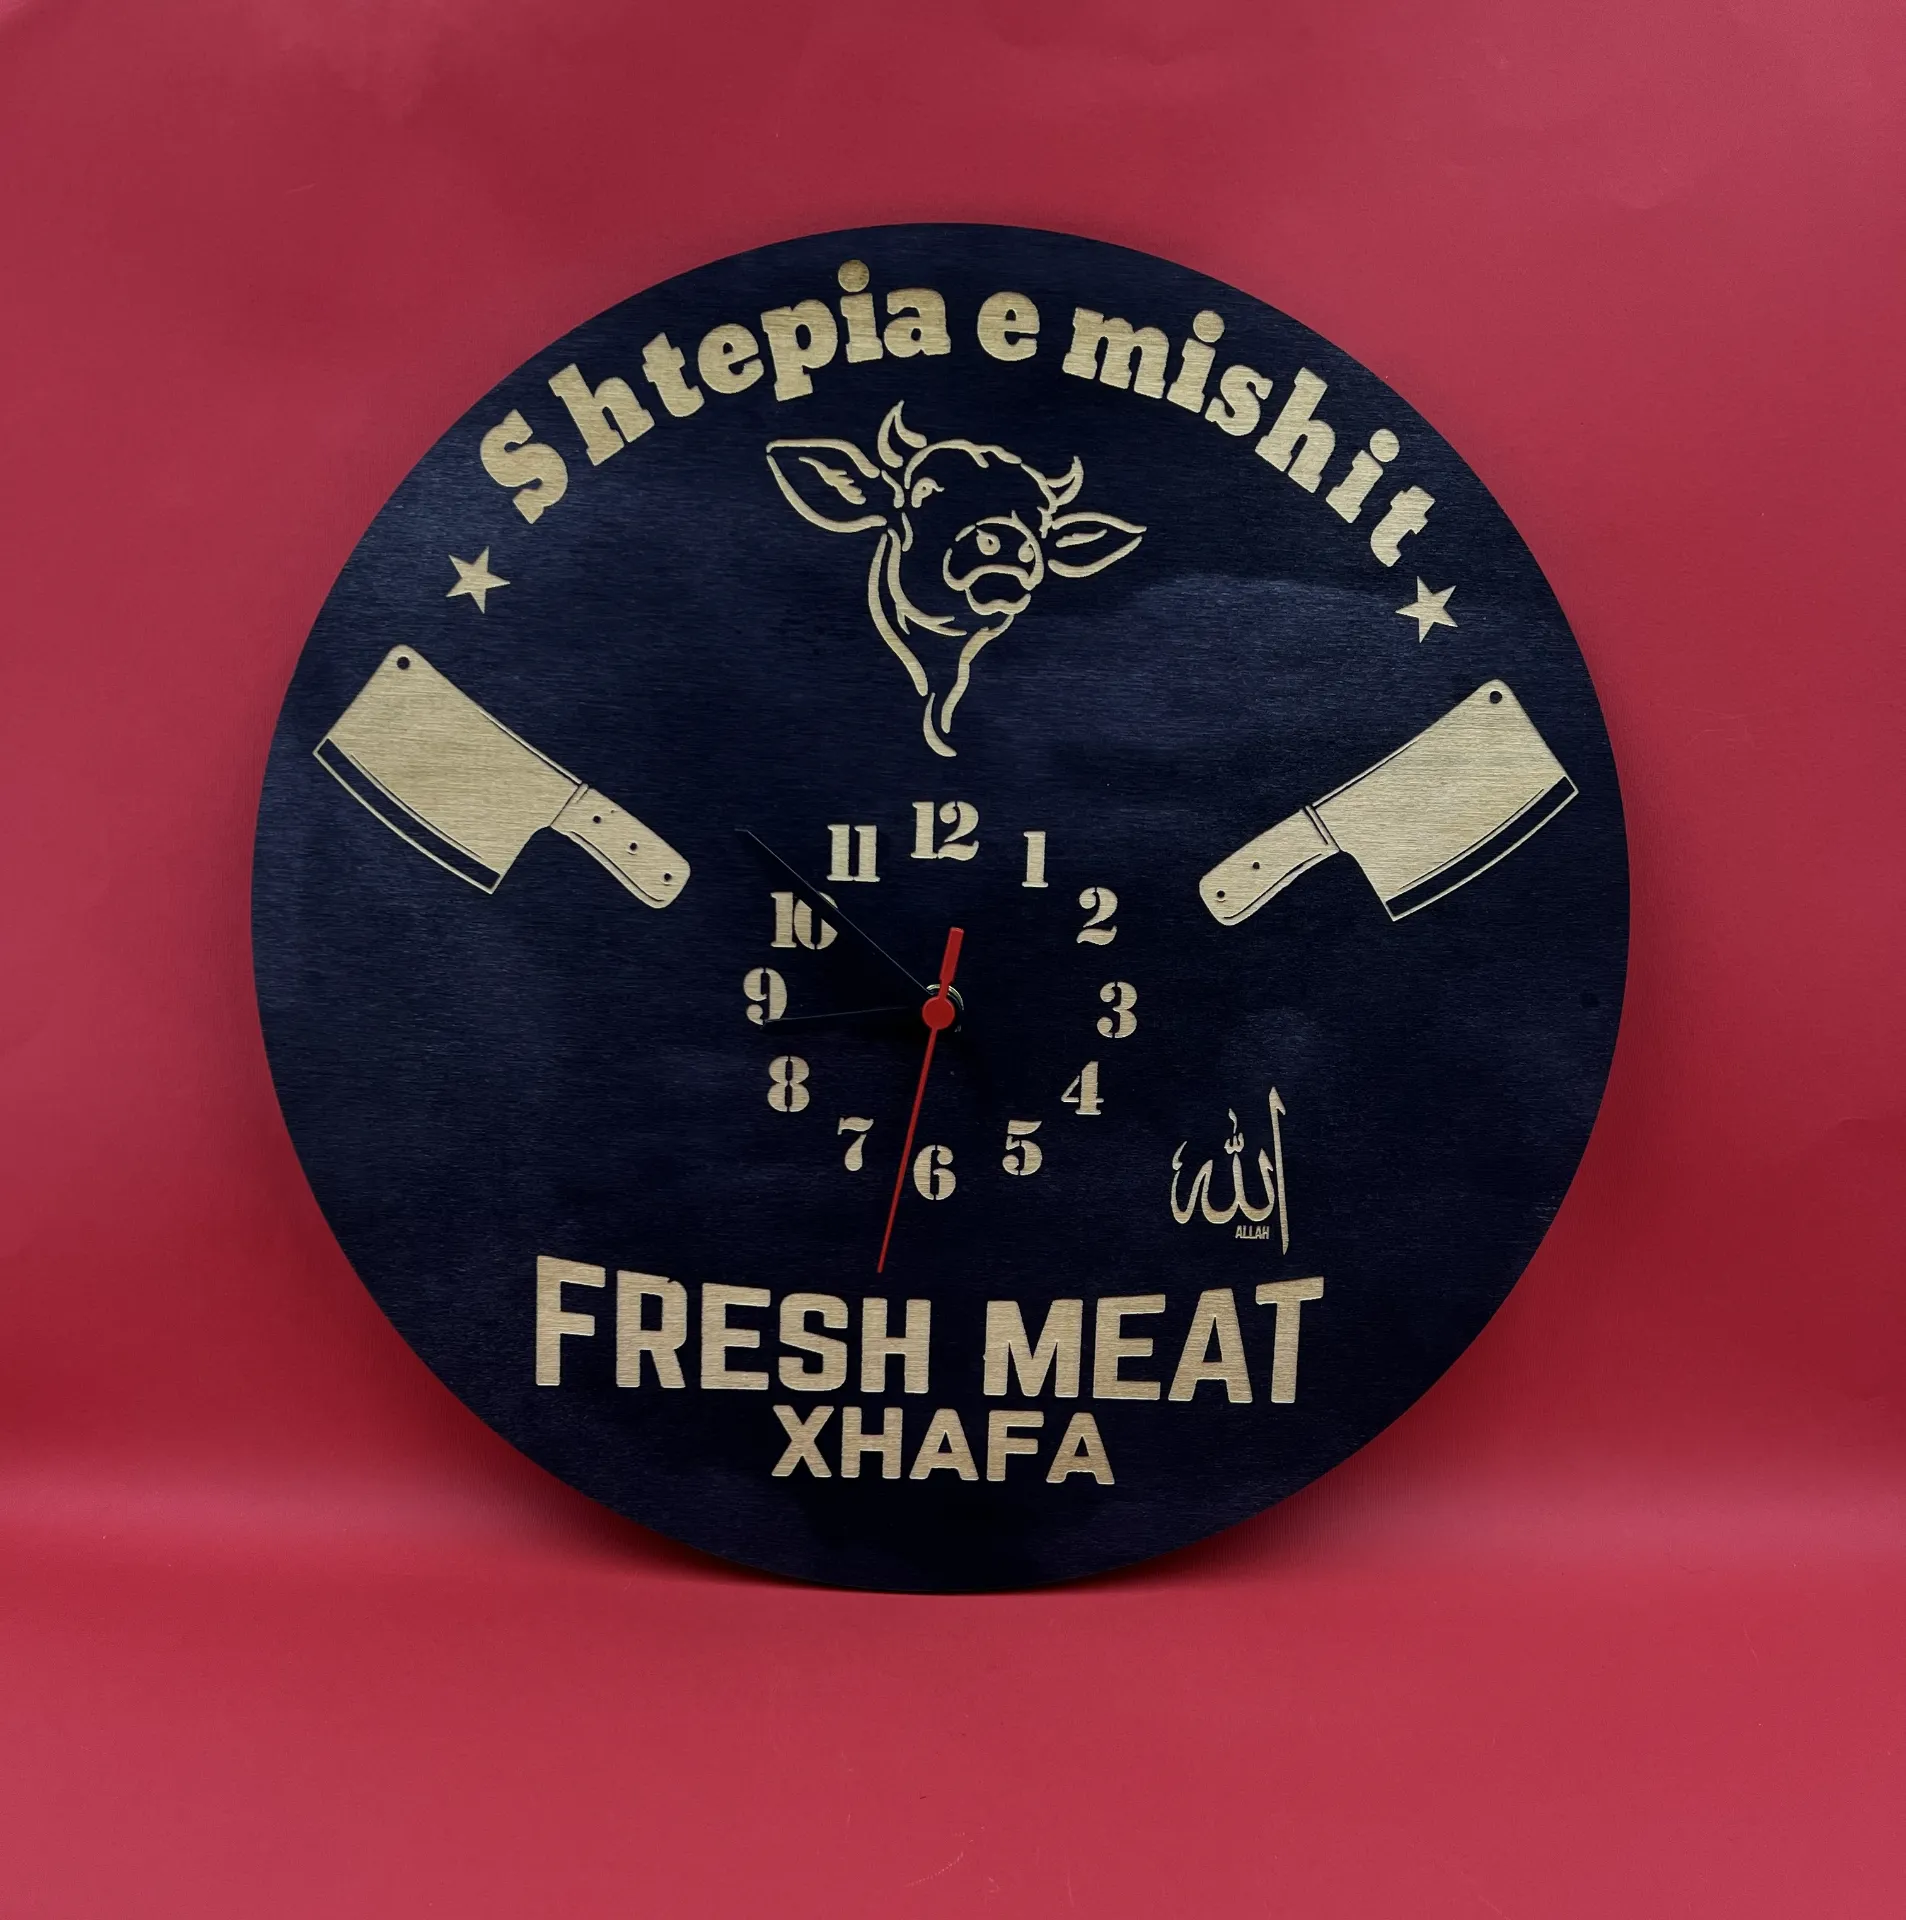 Shtepia e mishit
12
11
1
10
2
9
3
8
4
7
5
6
الله
ALLAH
FRESH MEAT
XHAFA